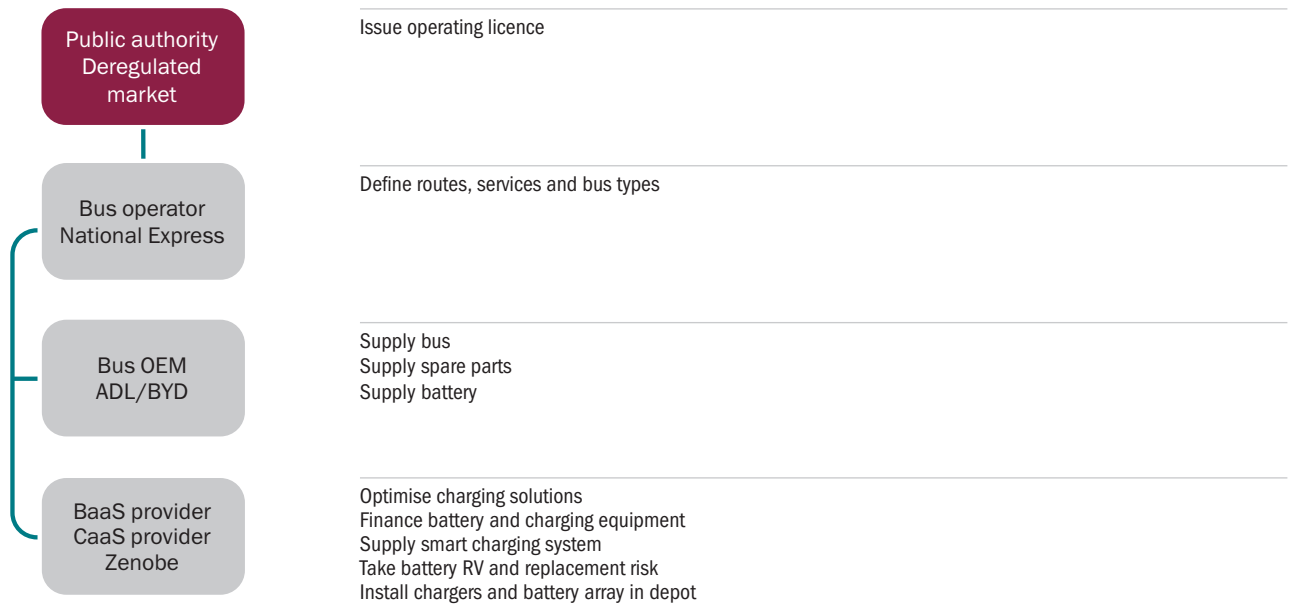 Public authority
Deregulated
market
Issue operating licence
Bus operator
National Express
Define routes, services and bus types
Bus OEM
ADL/BYD
Supply bus
Supply spare parts
Supply battery
BaaS provider
CaaS provider
Zenobe
Optimise charging solutions
Finance battery and charging equipment
Supply smart charging system
Take battery RV and replacement risk
Install chargers and battery array in depot